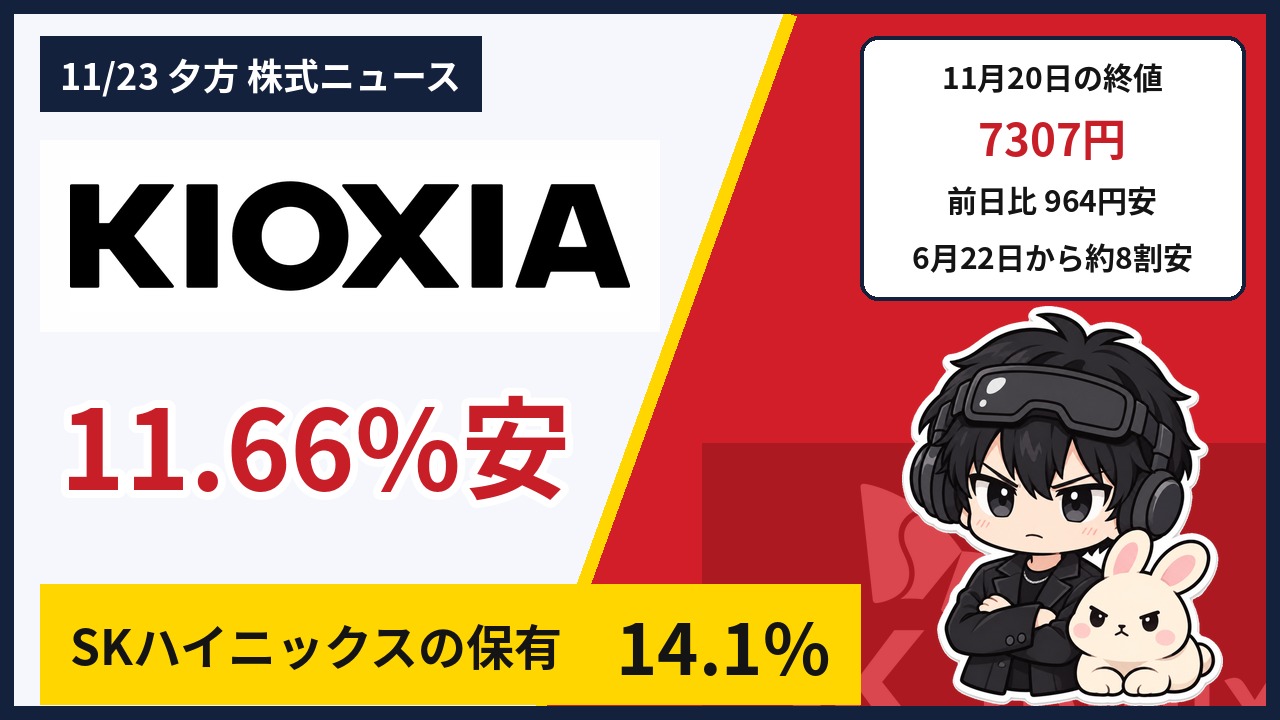 11/23 夕方 株式ニュース
KIOXIA
11.66%安
SKハイニックスの保有 14.1%
11月20日の終値
7307円
前日比 964円安
6月22日から約8割安